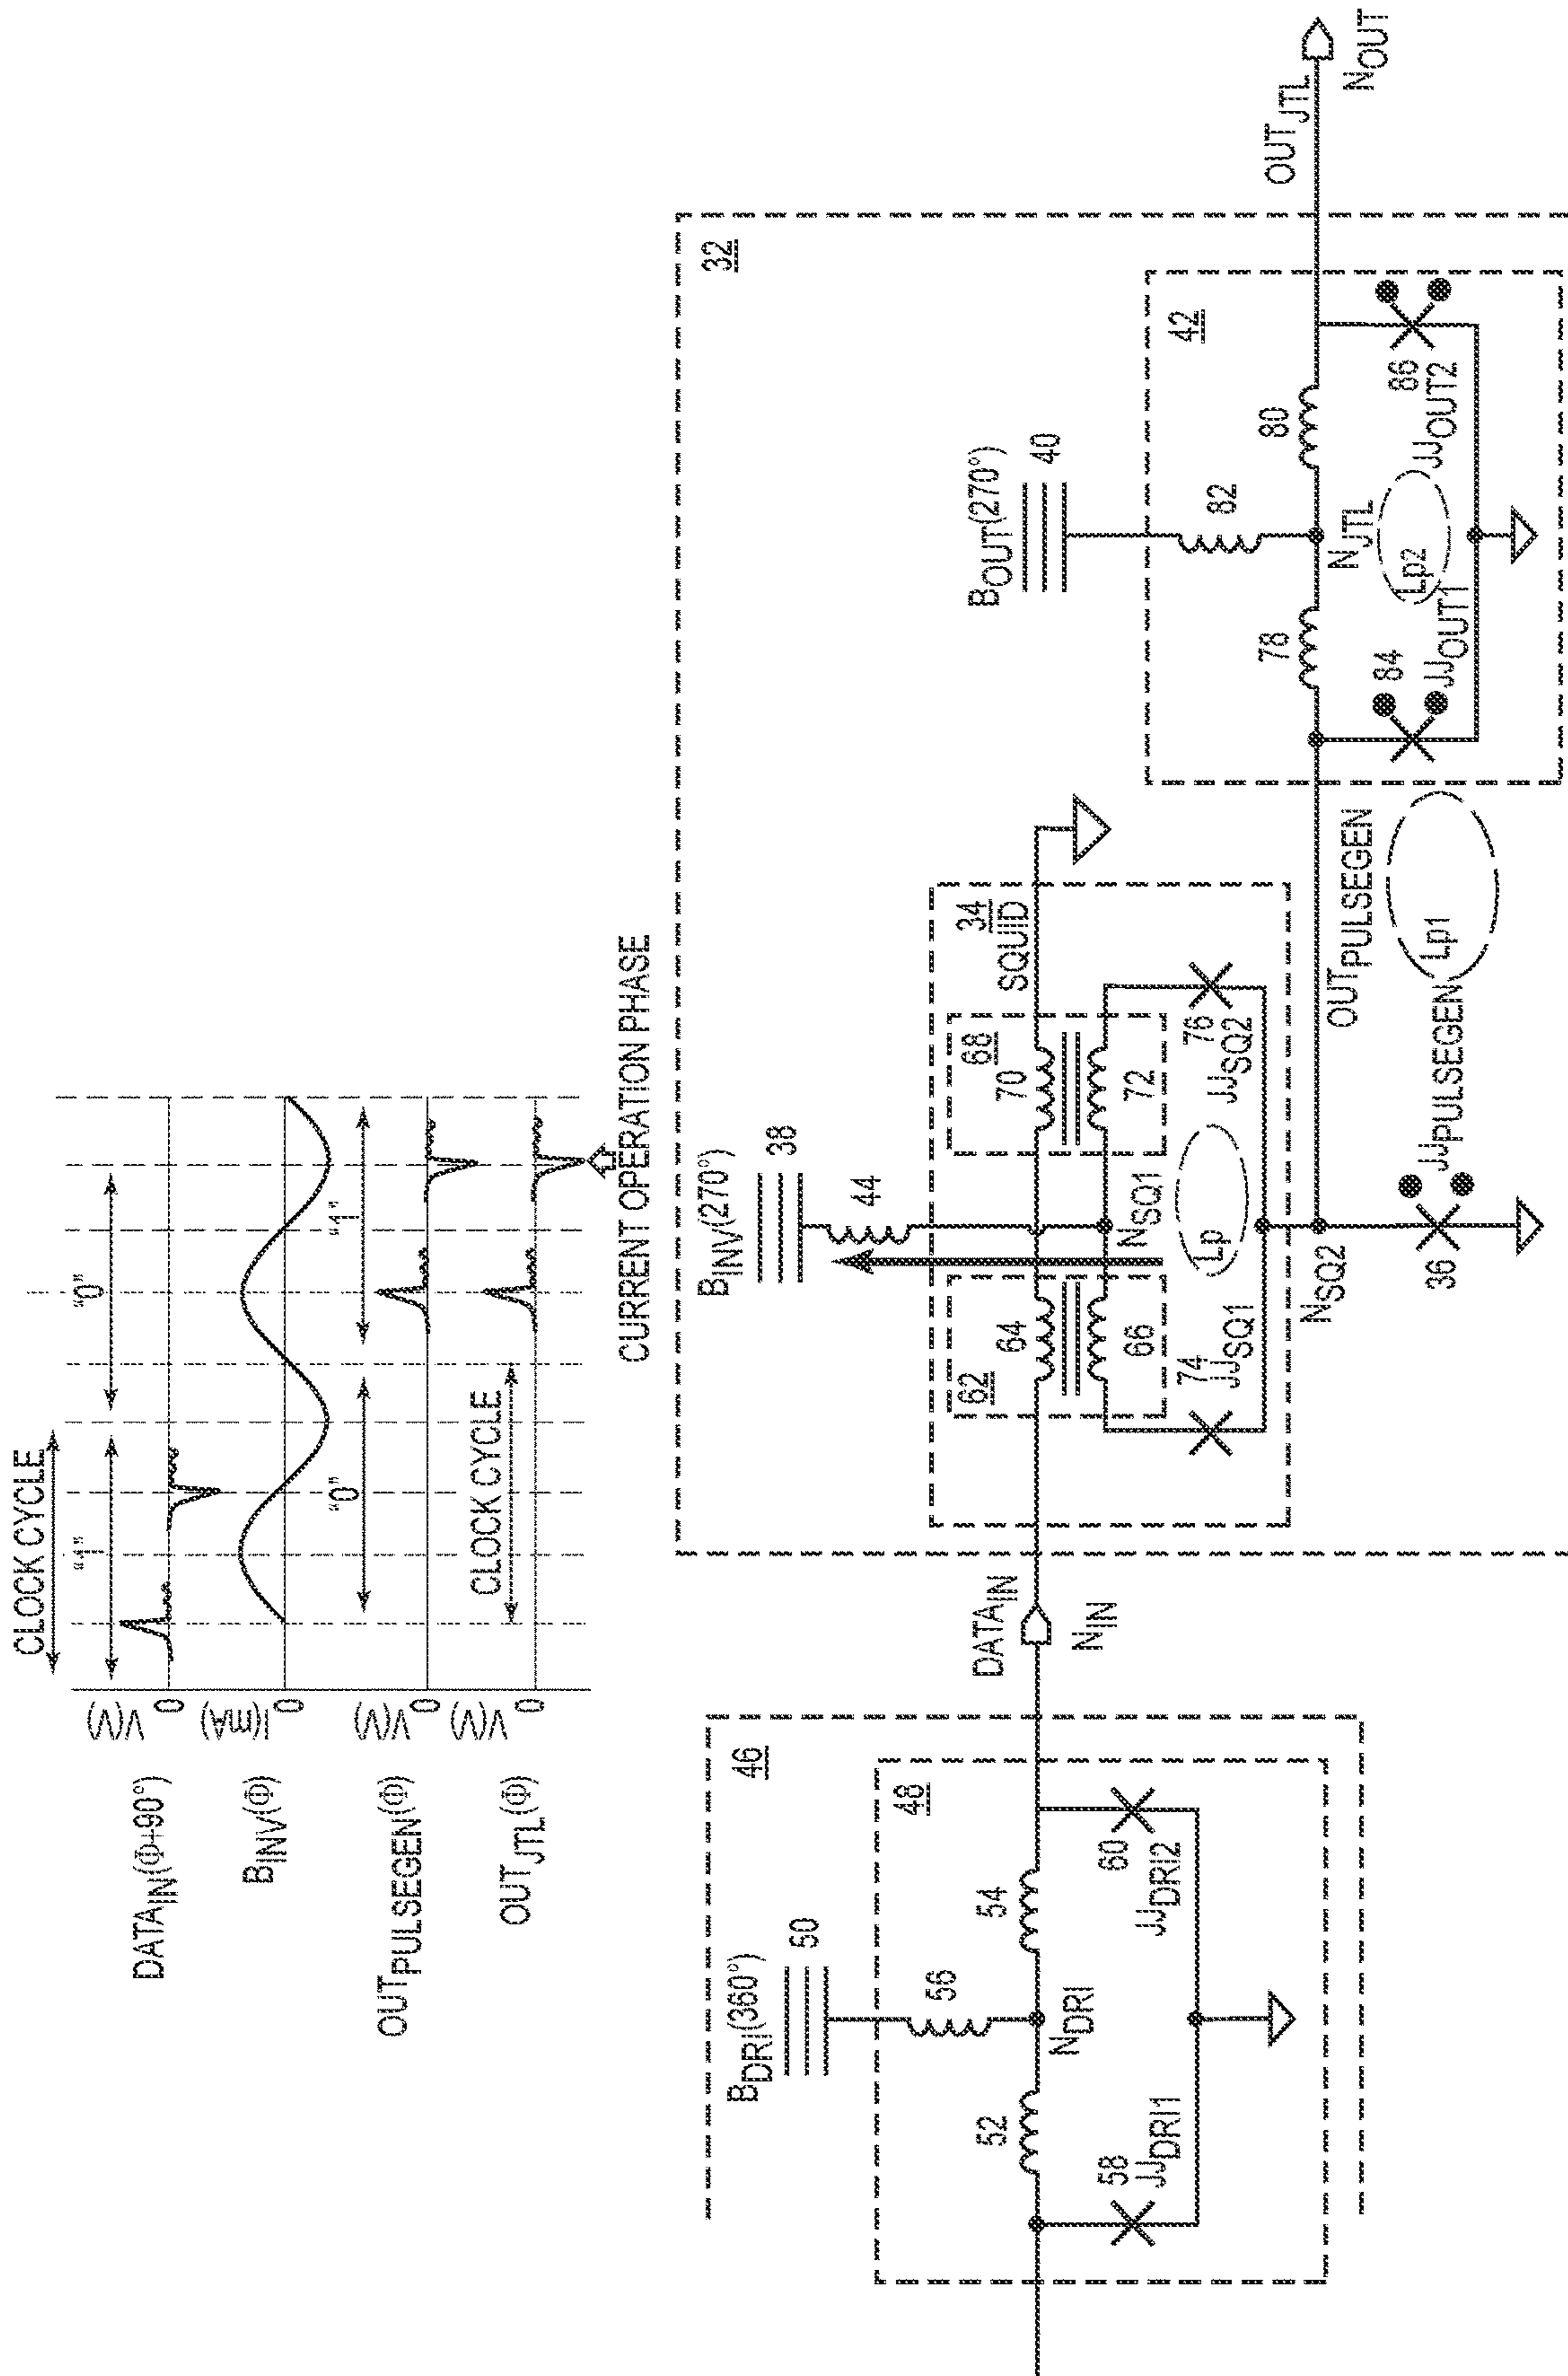 CLOCK CYCLE
"1"
"0"
DATA_IN(Φ+90°)
V(V)
0
B_INV(Φ)
I(mA)
0
"0"
"1"
OUT_PULSEGEN(Φ)
V(V)
0
CLOCK CYCLE
OUT_JTL(Φ)
V(V)
0
CURRENT OPERATION PHASE
46
B_DRI(360°)
50
48
56
52
54
N_DRI
58
JJ_DRI1
60
JJ_DRI2
DATA_IN
N_IN
32
B_INV(270°)
38
44
34
SQUID
62
64
66
68
70
72
N_SQ1
74
JJ_SQ1
Lp
76
JJ_SQ2
N_SQ2
36
JJ_PULSEGEN
OUT_PULSEGEN
Lp1
B_OUT(270°)
40
42
82
78
80
N_JTL
84
JJ_OUT1
Lp2
86
JJ_OUT2
OUT_JTL
N_OUT